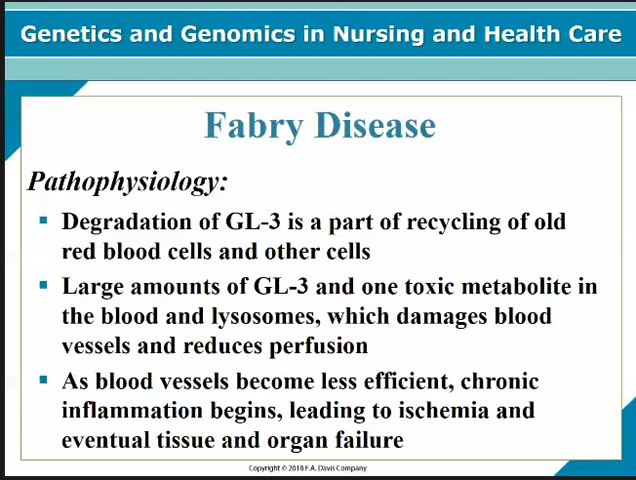 Genetics and Genomics in Nursing and Health Care
Fabry Disease
Pathophysiology:
▪ Degradation of GL-3 is a part of recycling of old
red blood cells and other cells
▪ Large amounts of GL-3 and one toxic metabolite in
the blood and lysosomes, which damages blood
vessels and reduces perfusion
▪ As blood vessels become less efficient, chronic
inflammation begins, leading to ischemia and
eventual tissue and organ failure
Copyright © 2018 F.A. Davis Company